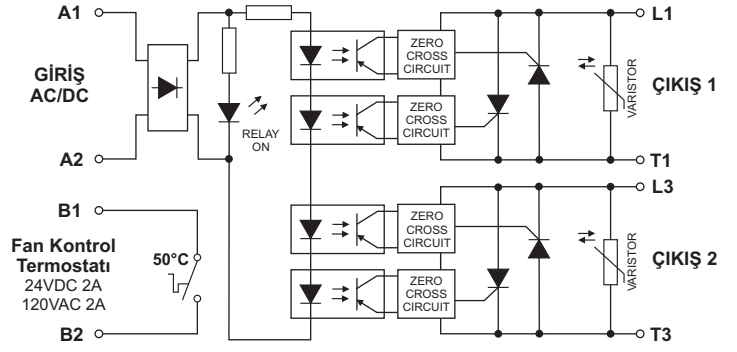 A1
GİRİŞ
AC/DC
A2
RELAY
ON
ZERO
CROSS
CIRCUIT
ZERO
CROSS
CIRCUIT
VARISTOR
L1
ÇIKIŞ 1
T1
B1
Fan Kontrol
Termostatı
24VDC 2A
120VAC 2A
B2
50°C
ZERO
CROSS
CIRCUIT
ZERO
CROSS
CIRCUIT
VARISTOR
L3
ÇIKIŞ 2
T3